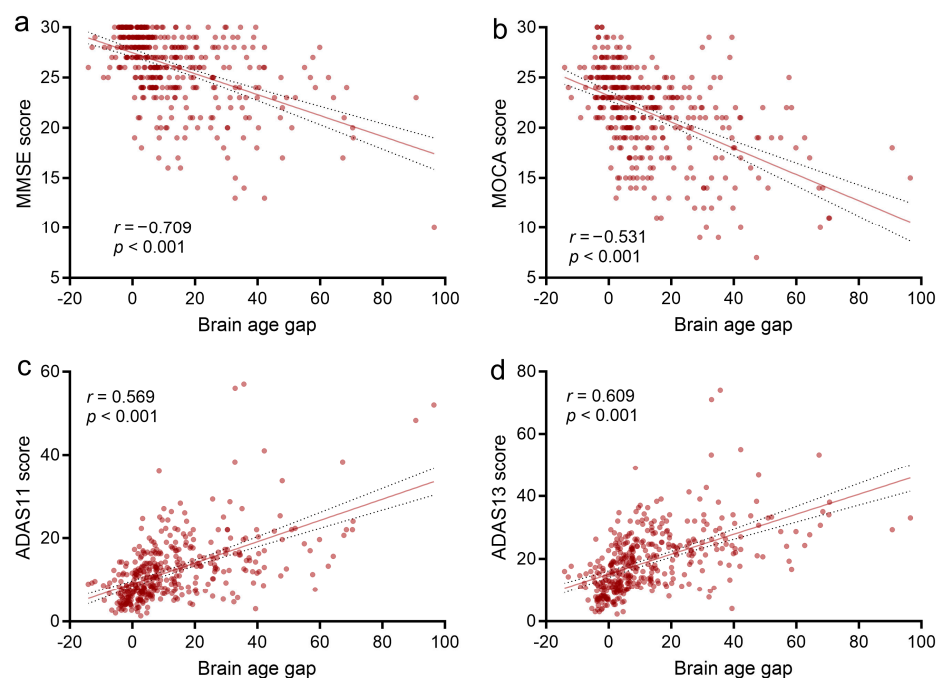 a
30
25
20
15
10
5
MMSE score
r = −0.709
p < 0.001
-20 0 20 40 60 80 100
Brain age gap
b
30
25
20
15
10
5
MOCA score
r = −0.531
p < 0.001
-20 0 20 40 60 80 100
Brain age gap
c
60
40
20
0
ADAS11 score
r = 0.569
p < 0.001
-20 0 20 40 60 80 100
Brain age gap
d
80
60
40
20
0
ADAS13 score
r = 0.609
p < 0.001
-20 0 20 40 60 80 100
Brain age gap